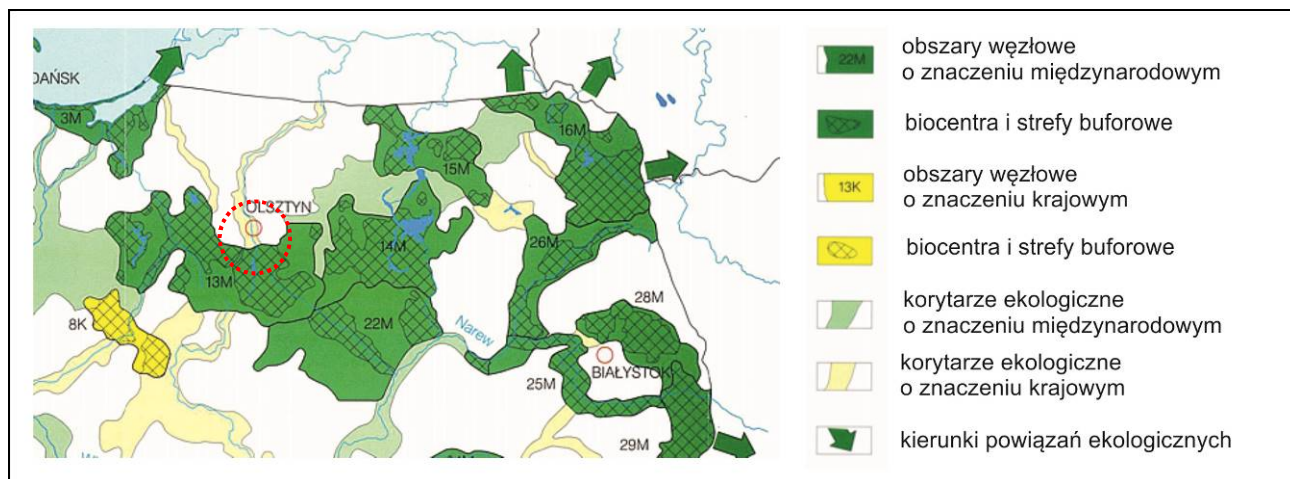 DAŃSK
3M
16M
15M
OLSZTYN
14M
26M
13M
28M
8K
22M
Narew
BIAŁYSTOK
25M
29M
22M
obszary węzłowe
o znaczeniu międzynarodowym
biocentra i strefy buforowe
13K
obszary węzłowe
o znaczeniu krajowym
biocentra i strefy buforowe
korytarze ekologiczne
o znaczeniu międzynarodowym
korytarze ekologiczne
o znaczeniu krajowym
kierunki powiązań ekologicznych